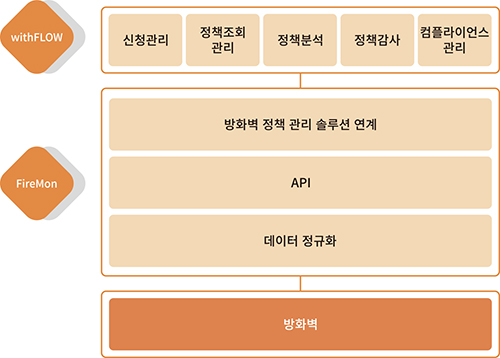 withFLOW
신청관리
정책조회
관리
정책분석
정책감사
컴플라이언스
관리
방화벽 정책 관리 솔루션 연계
FireMon
API
데이터 정규화
방화벽